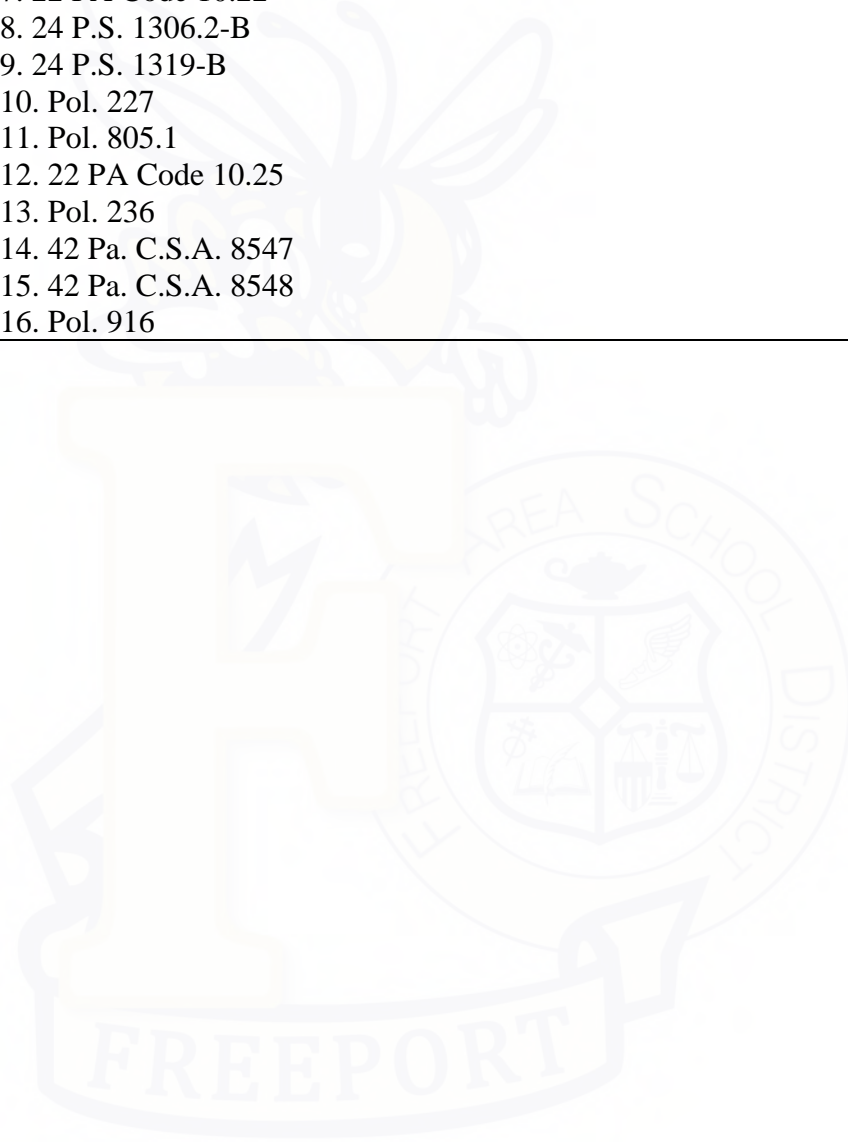 8. 24 P.S. 1306.2-B
9. 24 P.S. 1319-B
10. Pol. 227
11. Pol. 805.1
12. 22 PA Code 10.25
13. Pol. 236
14. 42 Pa. C.S.A. 8547
15. 42 Pa. C.S.A. 8548
16. Pol. 916
FREEPORT AREA SCHOOL DISTRICT
FREEPORT